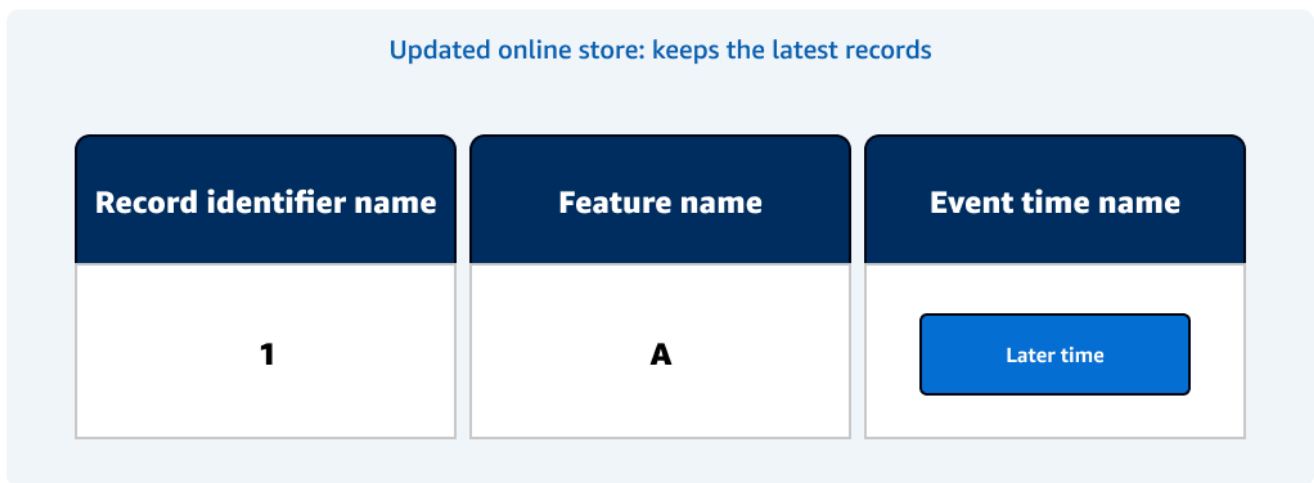 Updated online store: keeps the latest records
Record identifier name
Feature name
Event time name
1
A
Later time